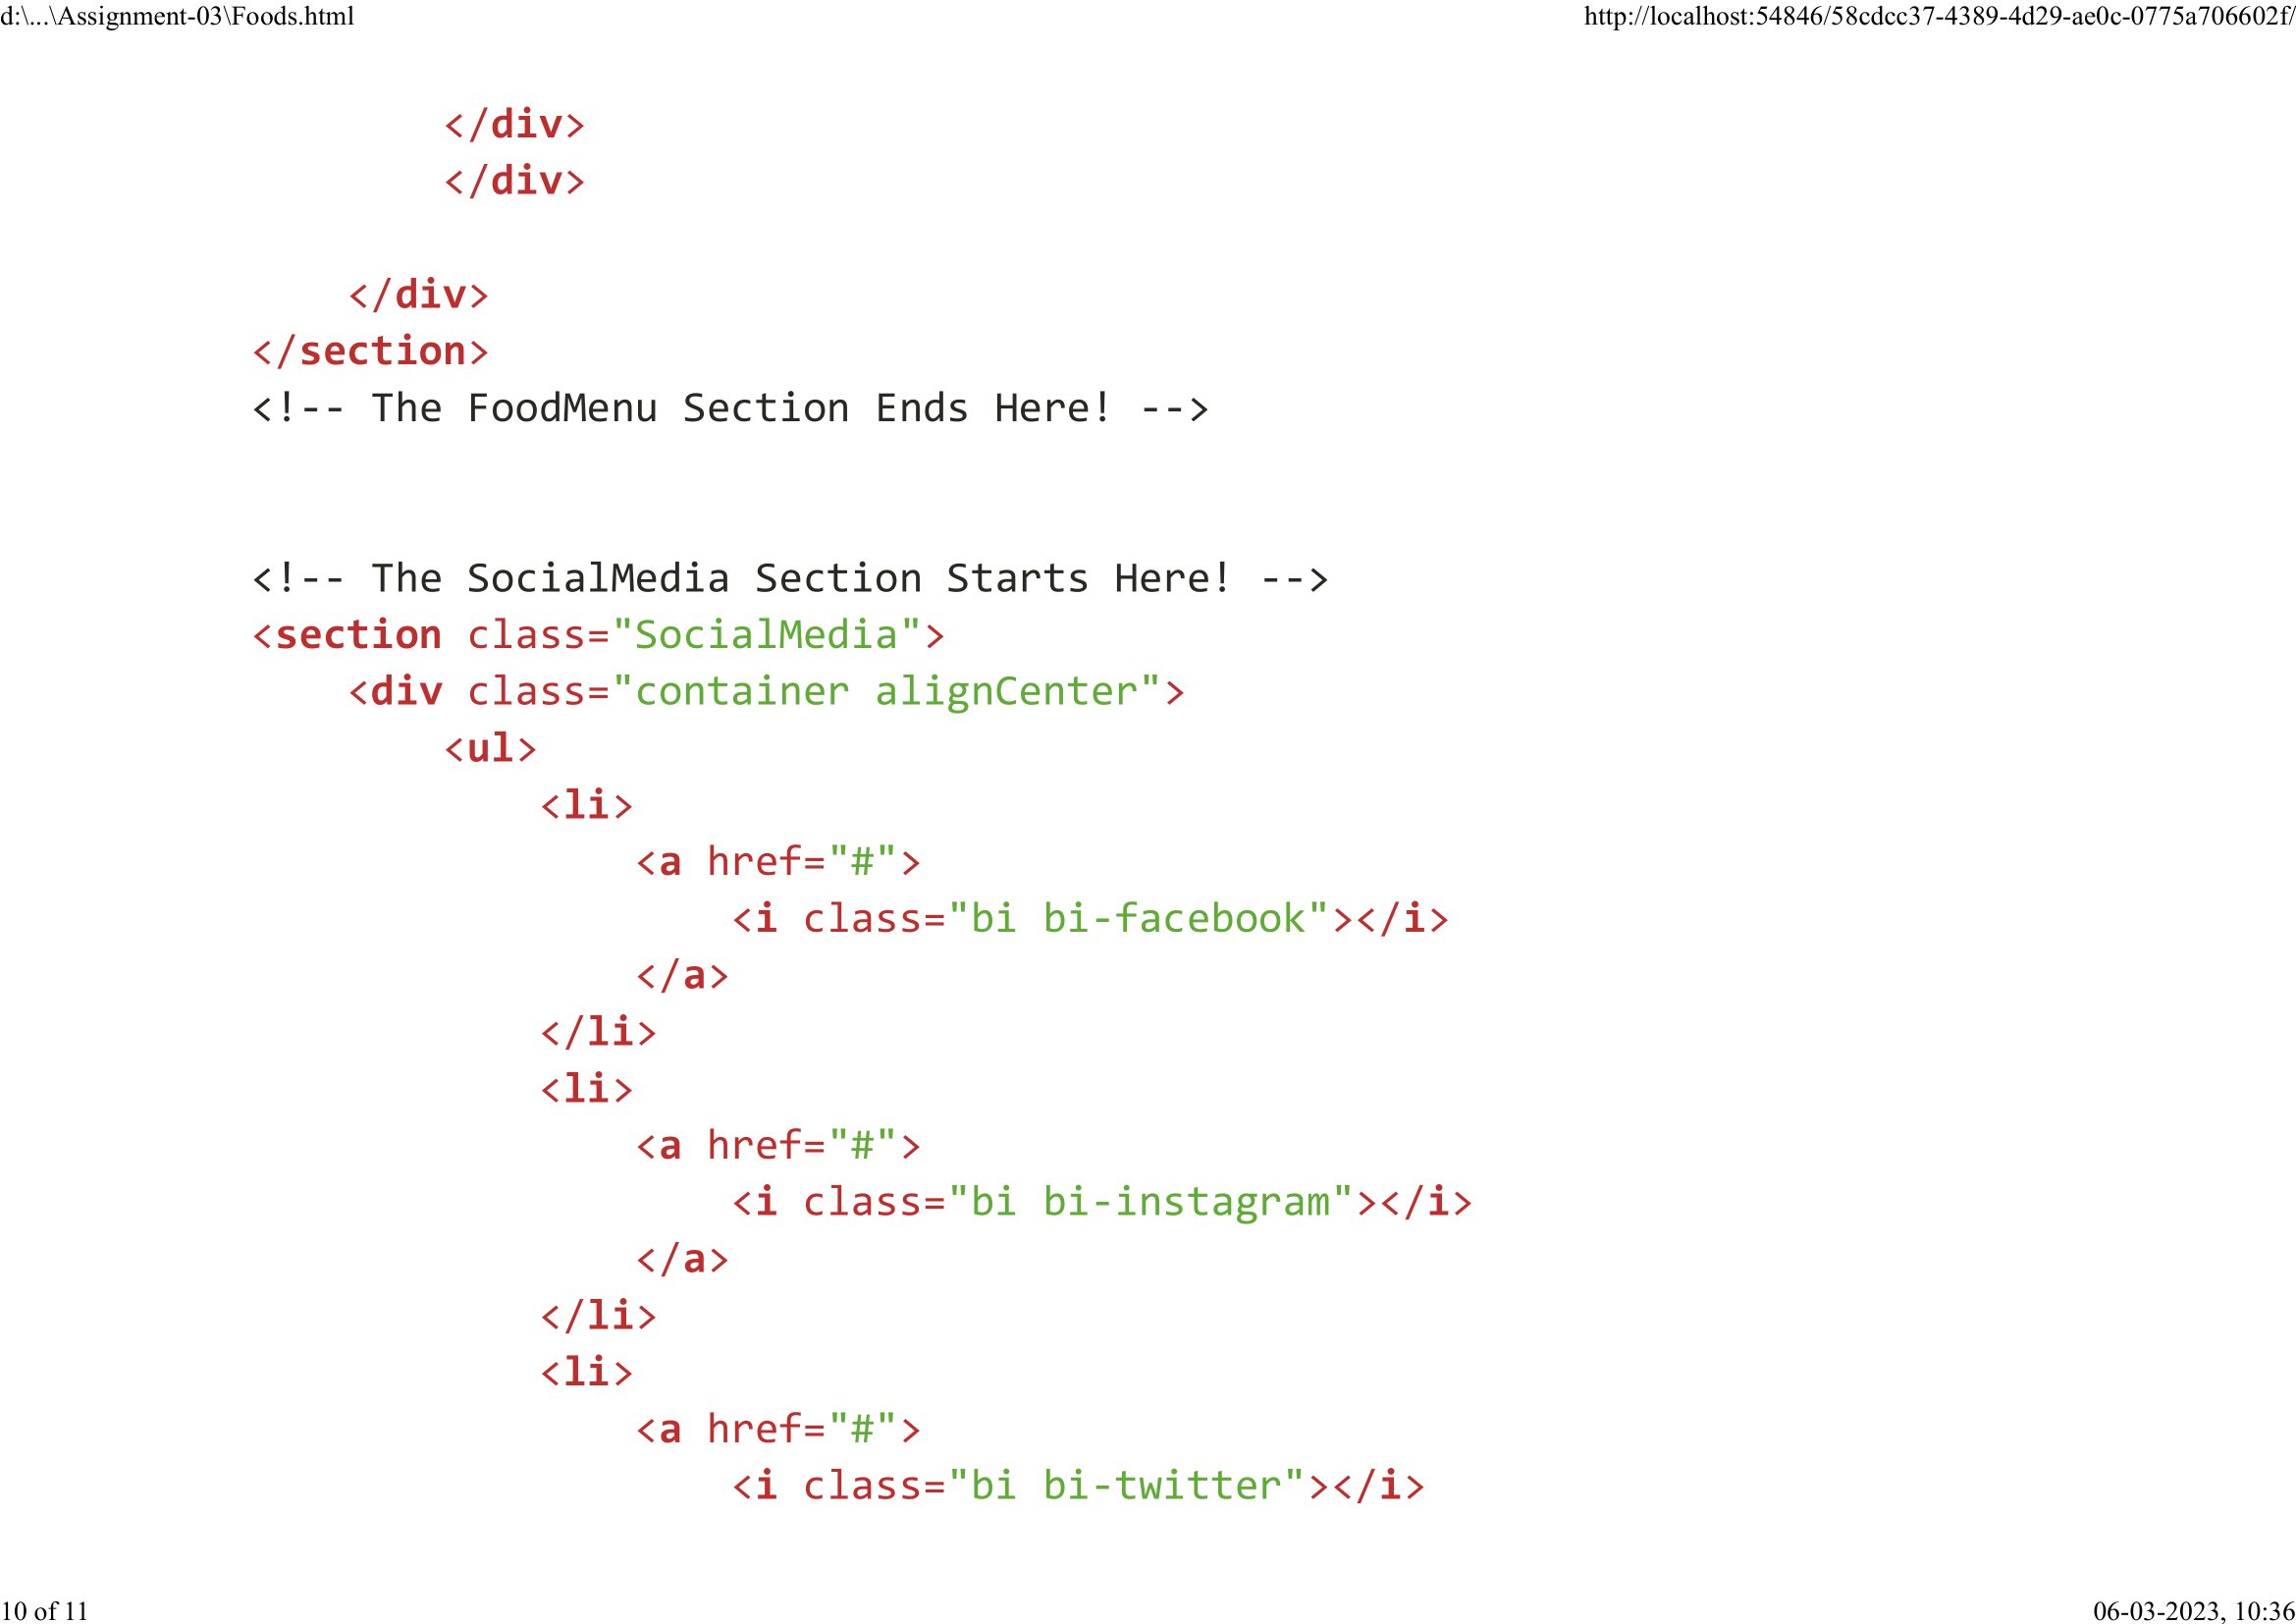 d:\...\Assignment-03\Foods.html http://localhost:54846/58cdcc37-4389-4d29-ae0c-0775a706602f/
</div>
</div>
</div>
</section>
<!-- The FoodMenu Section Ends Here! -->
<!-- The SocialMedia Section Starts Here! -->
<section class="SocialMedia">
<div class="container alignCenter">
<ul>
<li>
<a href="#">
<i class="bi bi-facebook"></i>
</a>
</li>
<li>
<a href="#">
<i class="bi bi-instagram"></i>
</a>
</li>
<li>
<a href="#">
<i class="bi bi-twitter"></i>
10 of 11 06-03-2023, 10:36